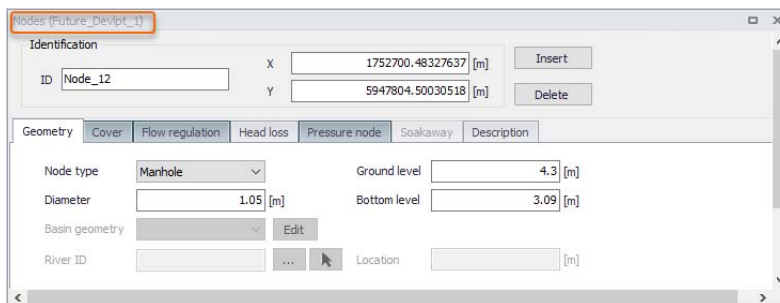 Nodes (Future_Devlpt_1)
Identification
ID Node_12
X 1752700.48327637 [m] Insert
Y 5947804.50030518 [m] Delete
Geometry Cover Flow regulation Head loss Pressure node Soakaway Description
Node type Manhole Ground level 4.3 [m]
Diameter 1.05 [m] Bottom level 3.09 [m]
Basin geometry Edit
River ID ... Location [m]